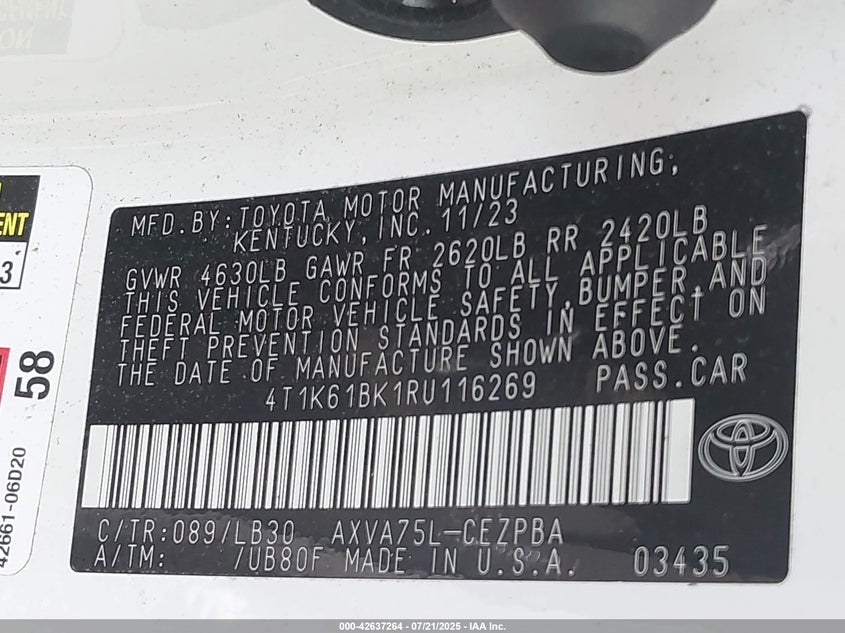 MFD.BY:TOYOTA MOTOR MANUFACTURING,
KENTUCKY, INC. 11/23
GVWR 4630LB GAWR FR 2620LB RR 2420LB
THIS VEHICLE CONFORMS TO ALL APPLICABLE
FEDERAL MOTOR VEHICLE SAFETY,BUMPER,AND
THEFT PREVENTION STANDARDS IN EFFECT ON
THE DATE OF MANUFACTURE SHOWN ABOVE.
4T1K61BK1RU116269 PASS.CAR
C/TR:089/LB30 AXVA75L-CEZPBA
A/TM: /UB80F MADE IN U.S.A. 03435
3
58
42661-06D20
000-42637264 - 07/21/2025 - IAA Inc.